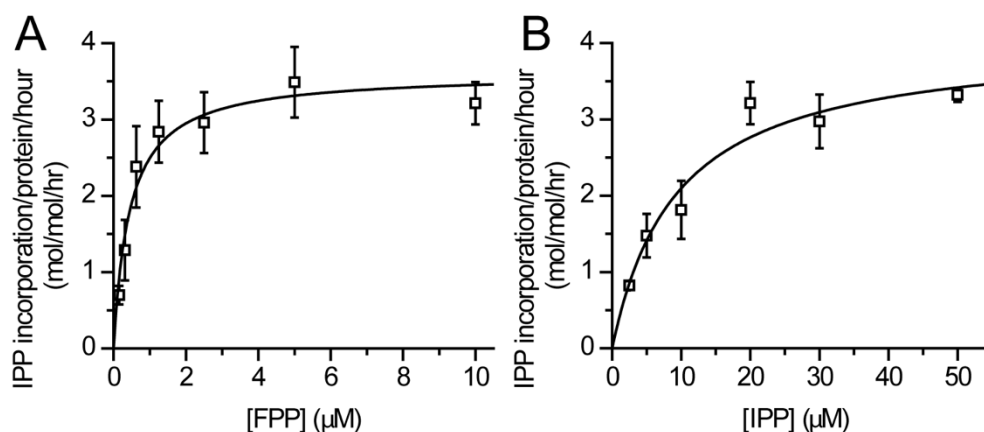 A
IPP incorporation/protein/hour
(mol/mol/hr)
4
3
2
1
0
0 2 4 6 8 10
[FPP] (µM)
B
IPP incorporation/protein/hour
(mol/mol/hr)
4
3
2
1
0
0 10 20 30 40 50
[IPP] (µM)